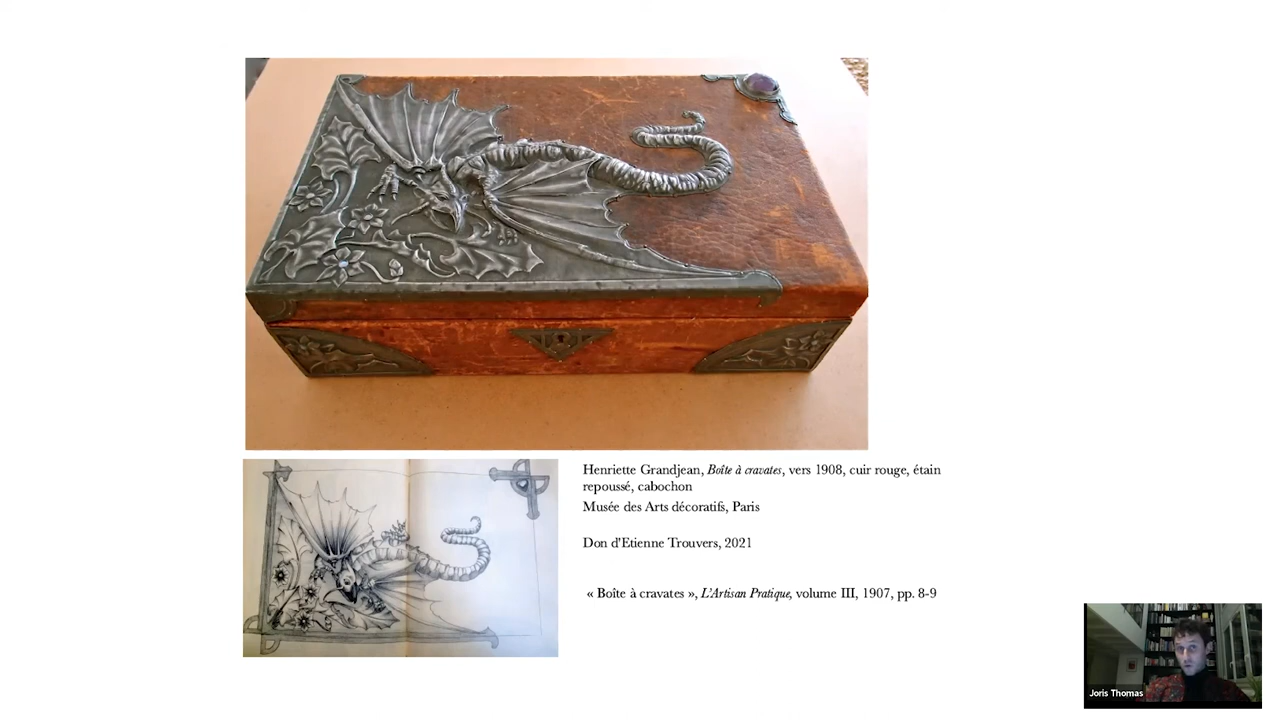 Henriette Grandjean, Boîte à cravates, vers 1908, cuir rouge, étain
repoussé, cabochon
Musée des Arts décoratifs, Paris
Don d'Etienne Trouvers, 2021
« Boîte à cravates », L'Artisan Pratique, volume III, 1907, pp. 8-9
Joris Thomas